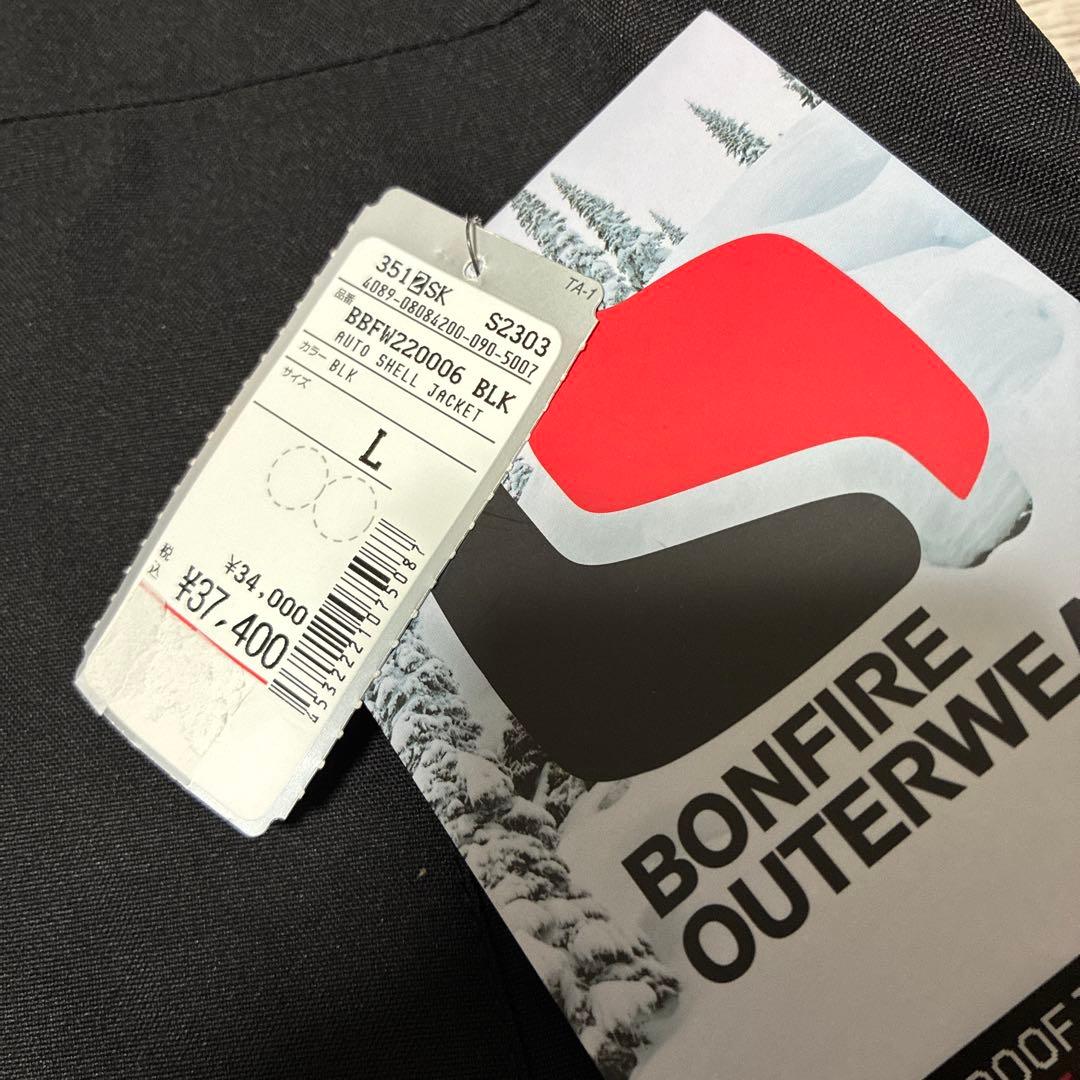 TA-1
3512SK S2303
4089-08084200-090-5007
品番 BBFW220006 BLK
AUTO SHELL JACKET
カラー BLK
サイズ
L
¥34,000
税込 ¥37,400
BONFIRE
OUTERWEA